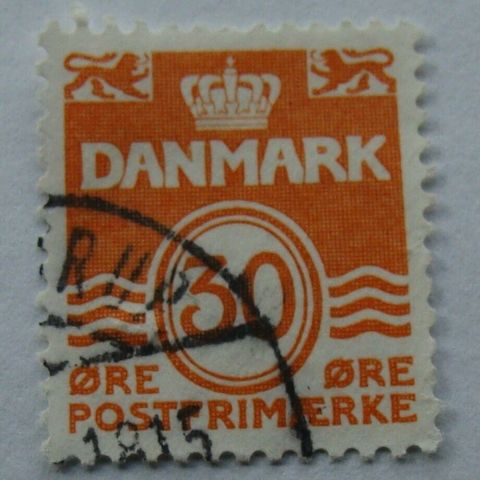 DANMARK
30
ØRE ØRE
POSTFRIMÆRKE